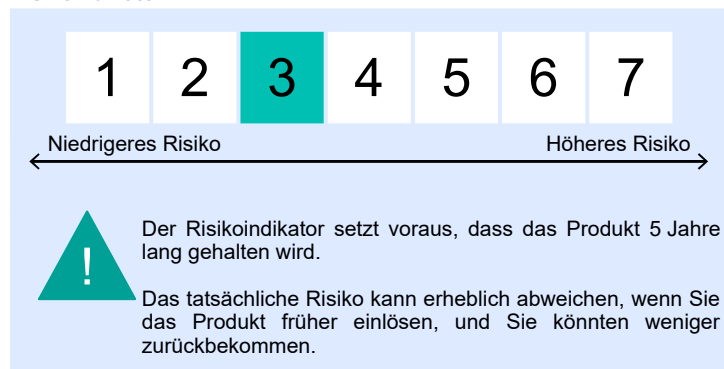 1 2 3 4 5 6 7
Niedrigeres Risiko Höheres Risiko
Der Risikoindikator setzt voraus, dass das Produkt 5 Jahre
lang gehalten wird.
!
Das tatsächliche Risiko kann erheblich abweichen, wenn Sie
das Produkt früher einlösen, und Sie könnten weniger
zurückbekommen.